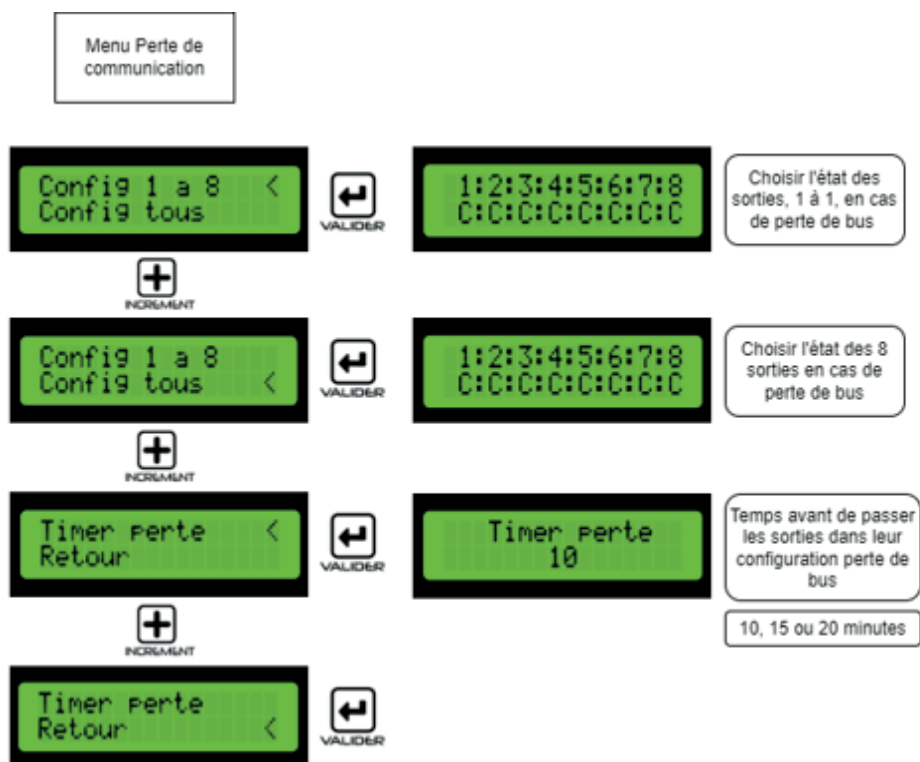 Menu Perte de
communication
Config 1 a 8 <
Config tous
VALIDER
1:2:3:4:5:6:7:8
C:C:C:C:C:C:C:C
Choisir l'état des
sorties, 1 à 1, en cas
de perte de bus
INCREMENT
Config 1 a 8
Config tous <
VALIDER
1:2:3:4:5:6:7:8
C:C:C:C:C:C:C:C
Choisir l'état des 8
sorties en cas de
perte de bus
INCREMENT
Timer perte <
Retour
VALIDER
Timer perte
10
Temps avant de passer
les sorties dans leur
configuration perte de
bus
10, 15 ou 20 minutes
INCREMENT
Timer perte
Retour <
VALIDER